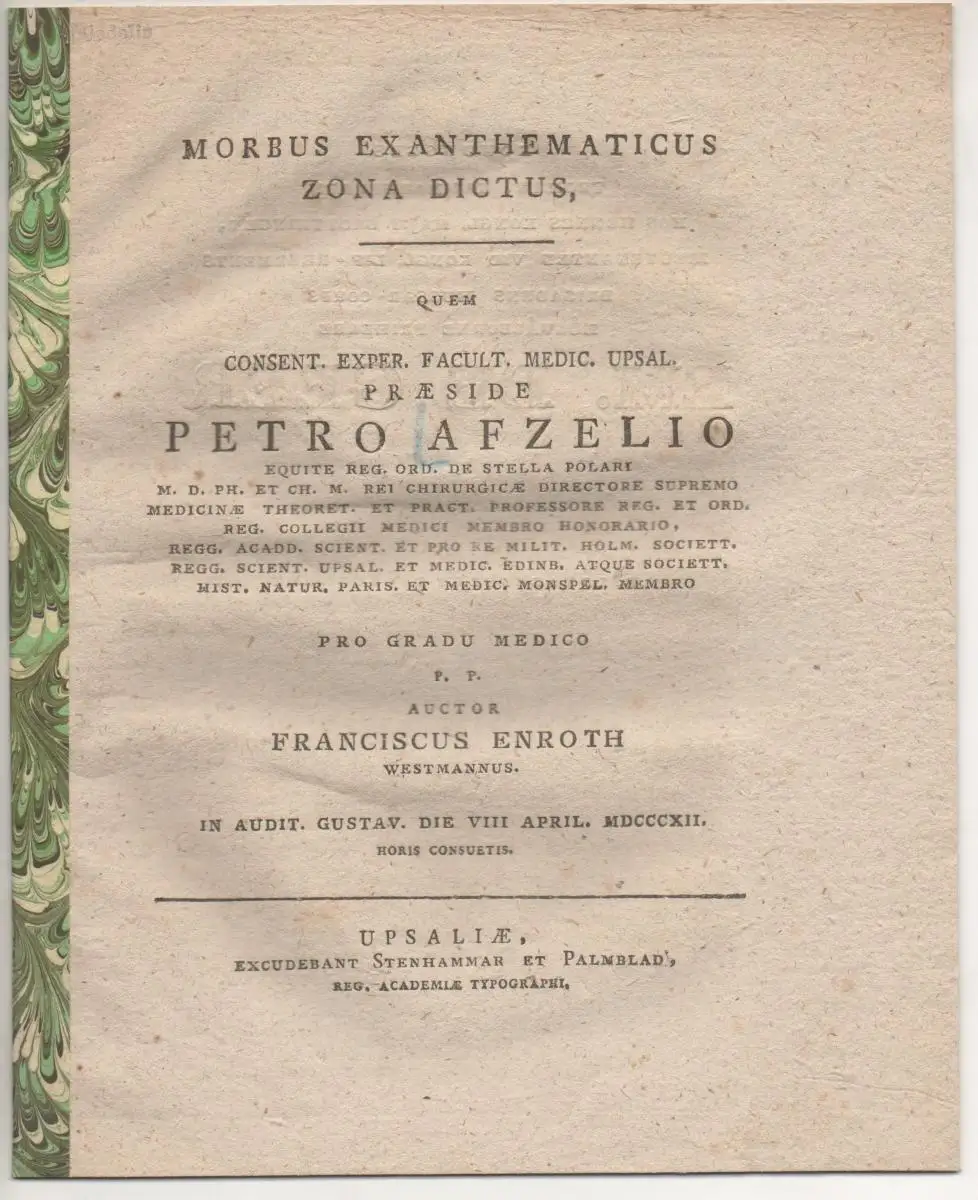 MORBUS EXANTHEMATICUS
ZONA DICTUS,
QUEM
CONSENT. EXPER. FACULT. MEDIC. UPSAL.
PRÆSIDE
PETRO AFZELIO
EQUITE REG. ORD. DE STELLA POLARI
M. D. PH. ET CH. M. REI CHIRURGICÆ DIRECTORE SUPREMO
MEDICINÆ THEORET. ET PRACT. PROFESSORE REG. ET ORD.
REG. COLLEGII MEDICI MEMBRO HONORARIO,
REGG. ACADD. SCIENT. ET PRO RE MILIT. HOLM. SOCIETT.
REGG. SCIENT. UPSAL. ET MEDIC. EDINB. ATQUE SOCIETT.
HIST. NATUR. PARIS. ET MEDIC. MONSPEL. MEMBRO
PRO GRADU MEDICO
P. P.
AUCTOR
FRANCISCUS ENROTH
WESTMANNUS.
IN AUDIT. GUSTAV. DIE VIII APRIL. MDCCCXII.
HORIS CONSUETIS.
UPSALIÆ,
EXCUDEBANT STENHAMMAR ET PALMBLAD,
REG. ACADEMIÆ TYPOGRAPHI.